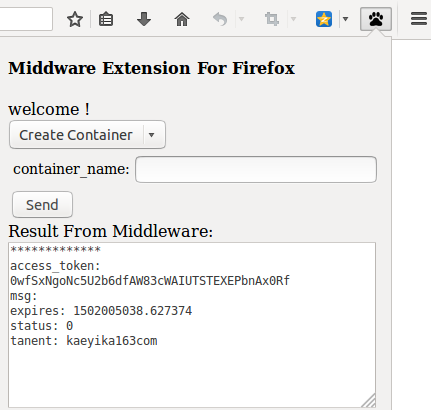 Middware Extension For Firefox
welcome !
Create Container
container_name:
Send
Result From Middleware:
*************
access_token:
0wfSxNgoNc5U2b6dfAW83cWAIUTSTEXEPbnAx0Rf
msg:
expires: 1502005038.627374
status: 0
tanent: kaeyika163com